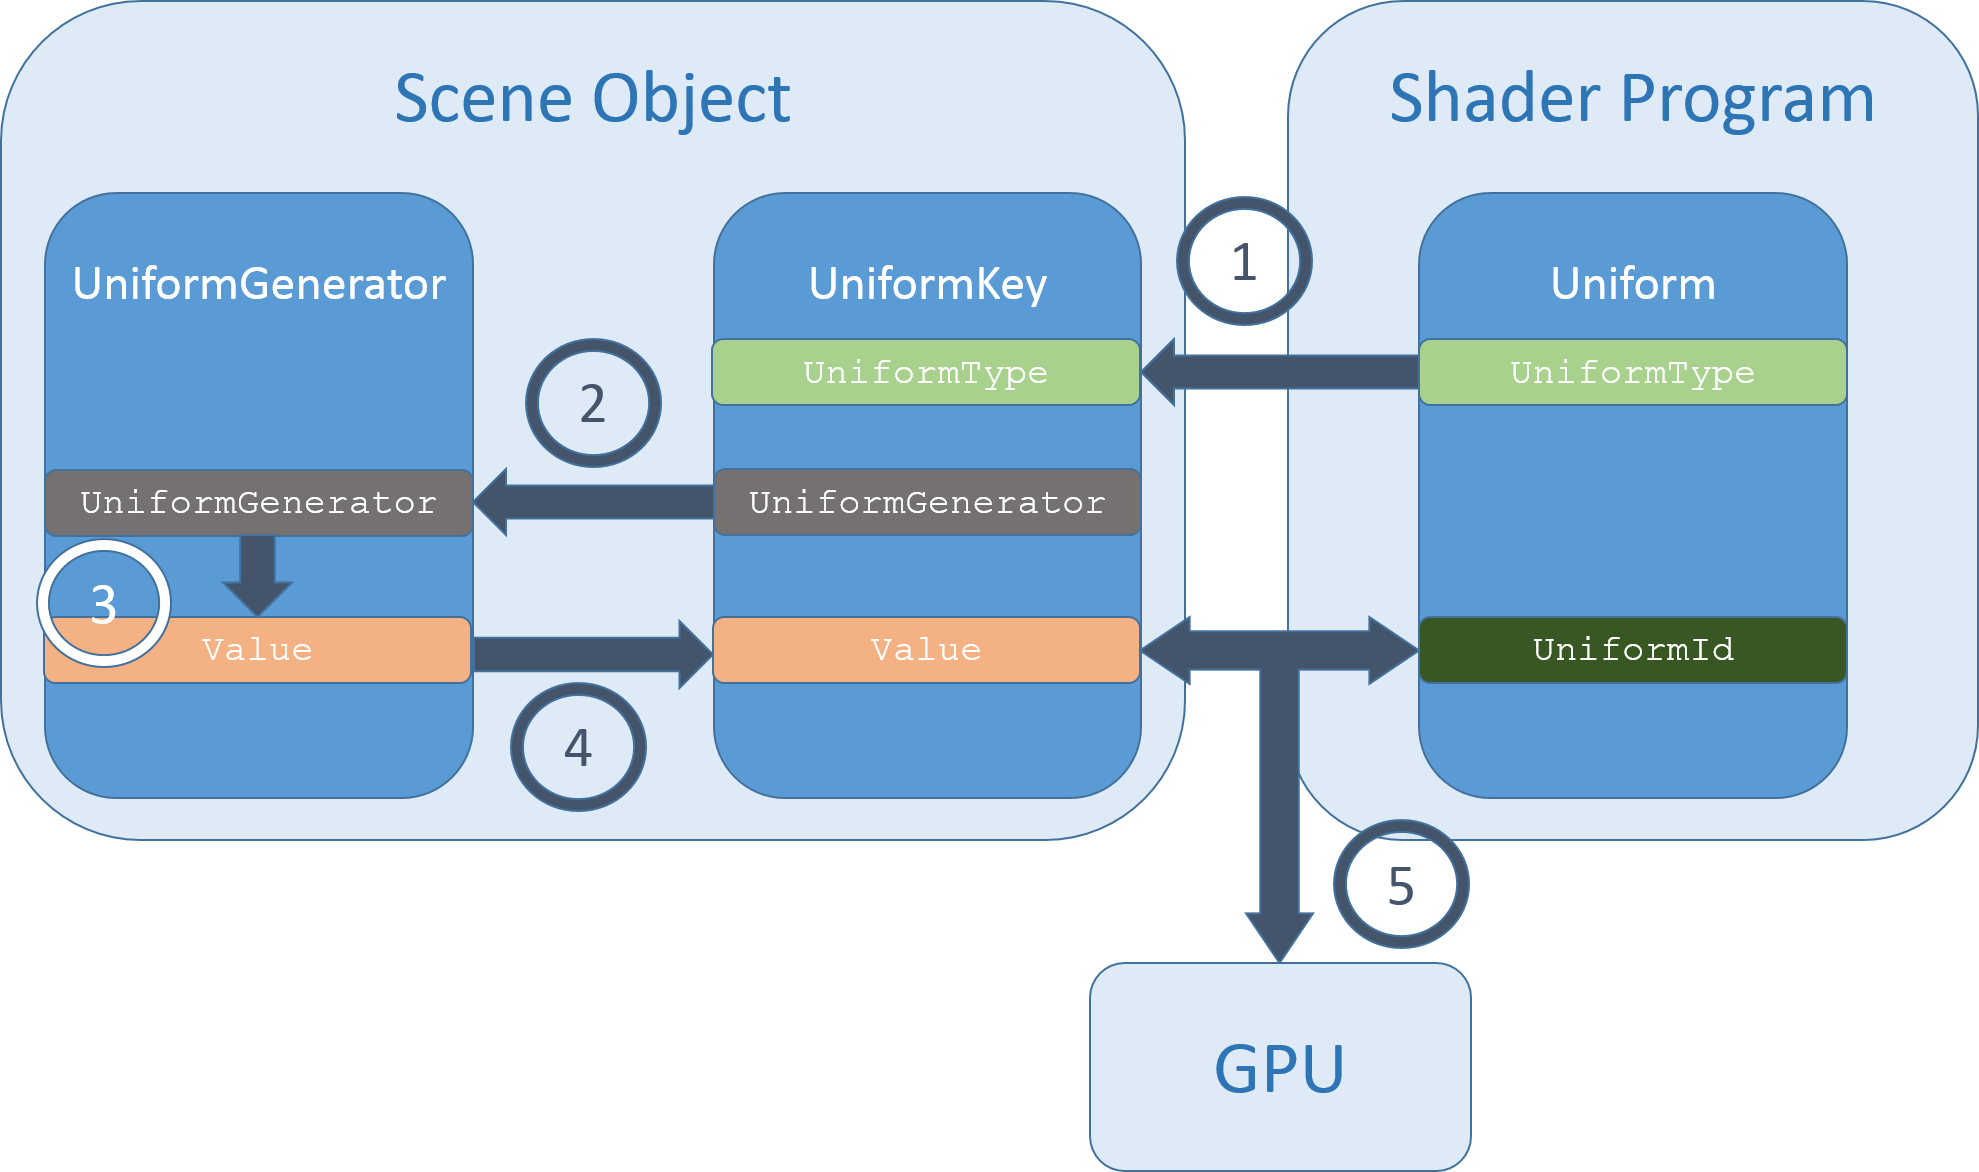 Scene Object
Shader Program
UniformGenerator
UniformKey
1
Uniform
UniformType
UniformType
2
UniformGenerator
UniformGenerator
3
Value
Value
UniformId
4
5
GPU